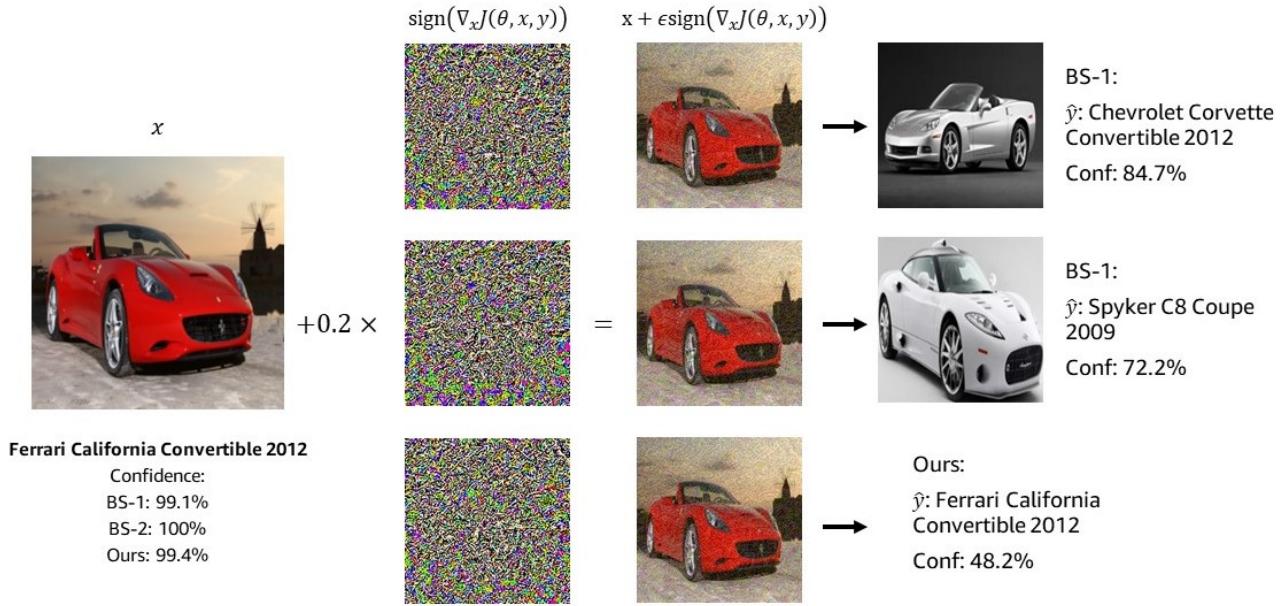 sign(∇ₓJ(θ, x, y))
x + ϵsign(∇ₓJ(θ, x, y))
x
+0.2 ×
=
Ferrari California Convertible 2012
Confidence:
BS-1: 99.1%
BS-2: 100%
Ours: 99.4%
BS-1:
ŷ: Chevrolet Corvette
Convertible 2012
Conf: 84.7%
BS-1:
ŷ: Spyker C8 Coupe
2009
Conf: 72.2%
Ours:
ŷ: Ferrari California
Convertible 2012
Conf: 48.2%